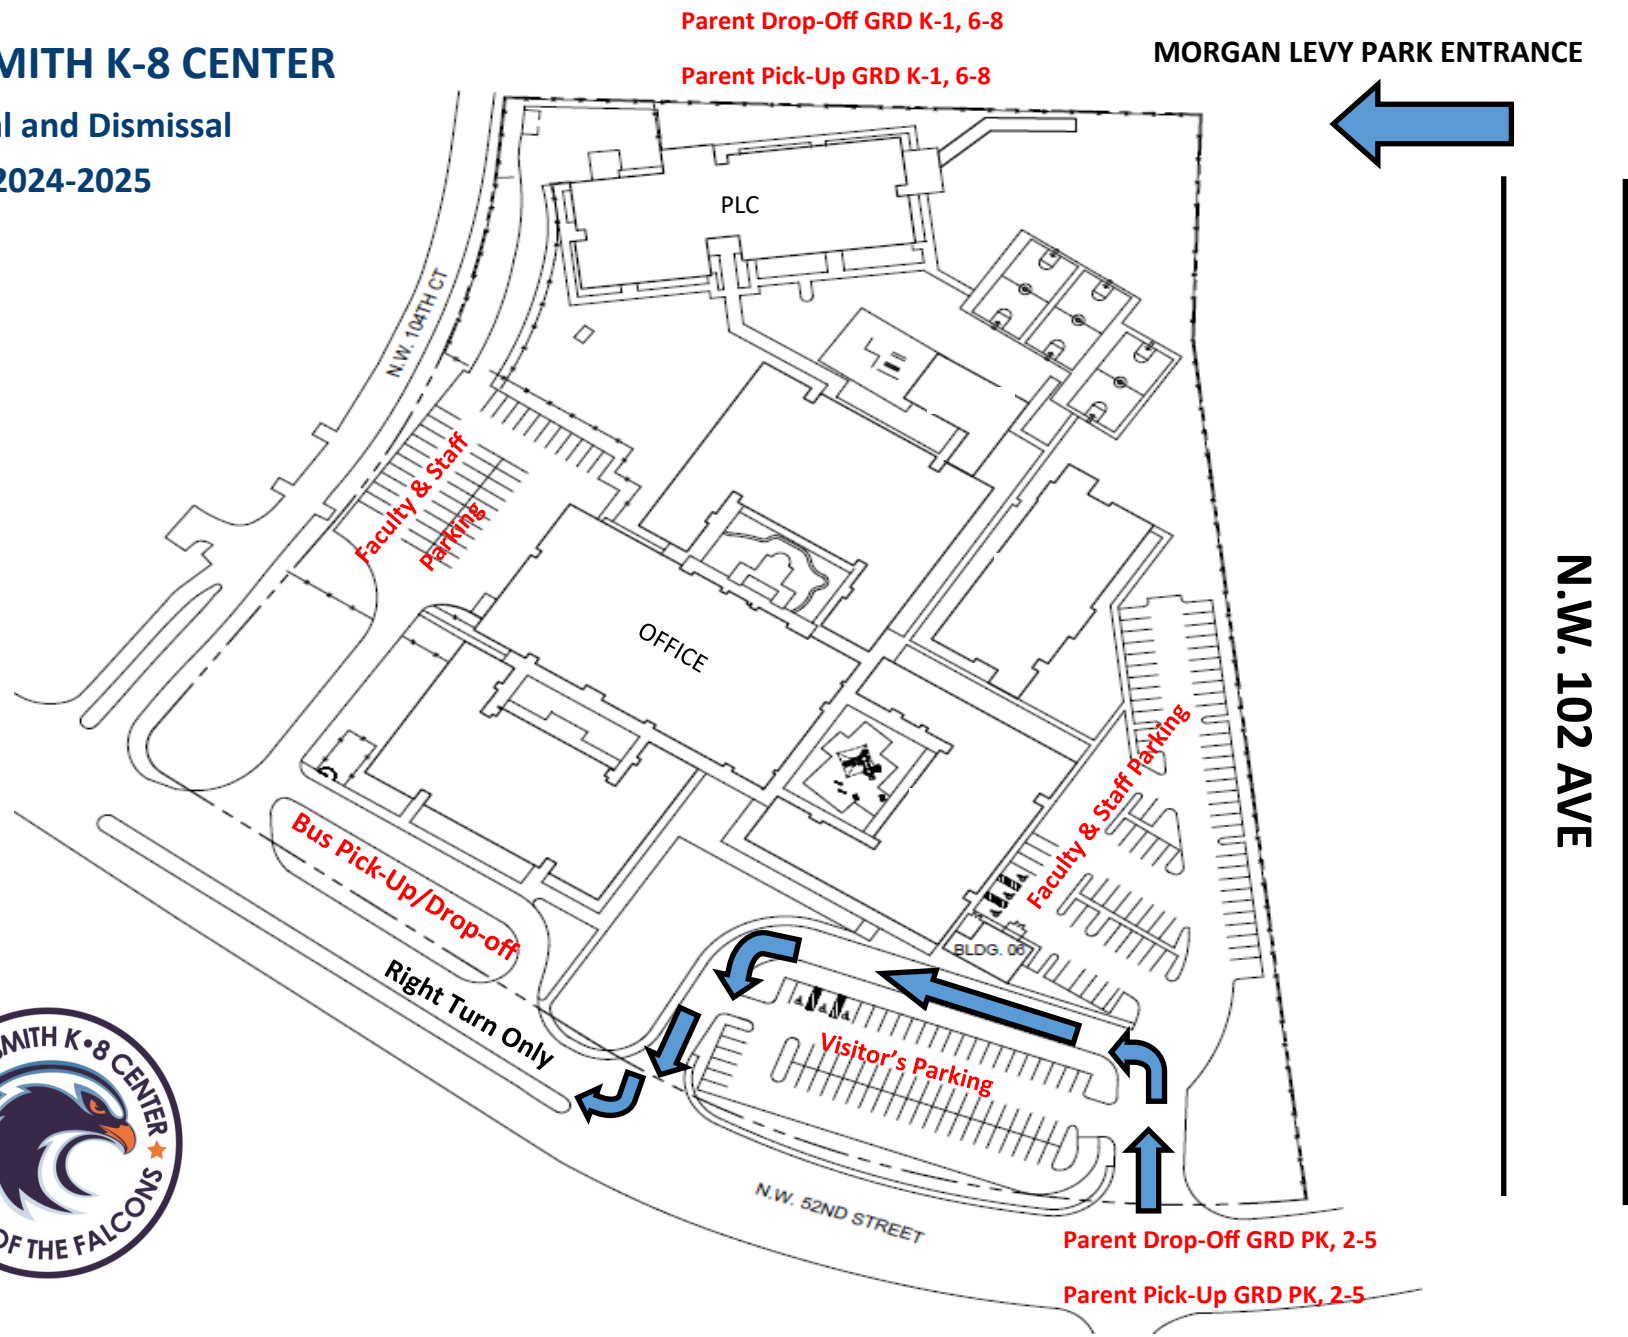 Parent Drop-Off GRD K-1, 6-8
MORGAN LEVY PARK ENTRANCE
MITH K-8 CENTER
Parent Pick-Up GRD K-1, 6-8
l and Dismissal
2024-2025
PLC
N.W. 104TH CT
Faculty & Staff
Parking
OFFICE
N.W. 102 AVE
Faculty & Staff Parking
Bus Pick-Up/Drop-off
BLDG. 06
Right Turn Only
Visitor's Parking
SMITH K•8 CENTER
OF THE FALCONS
N.W. 52ND STREET
Parent Drop-Off GRD PK, 2-5
Parent Pick-Up GRD PK, 2-5